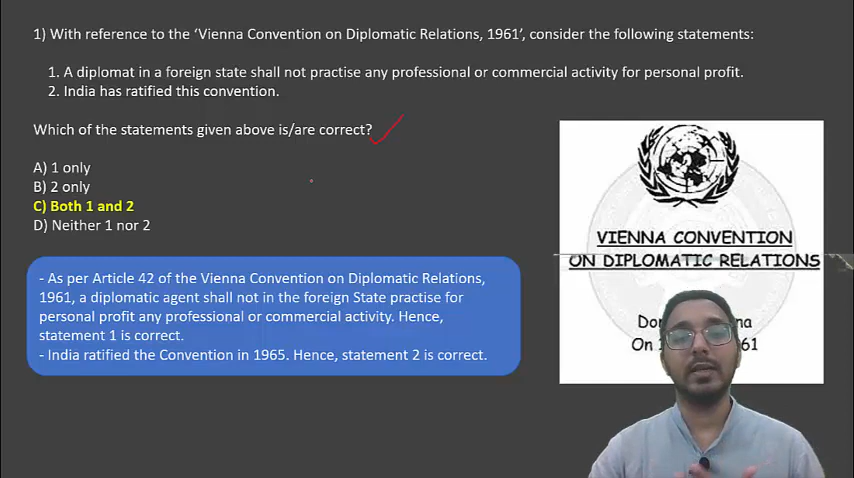 1) With reference to the ‘Vienna Convention on Diplomatic Relations, 1961’, consider the following statements:
1. A diplomat in a foreign state shall not practise any professional or commercial activity for personal profit.
2. India has ratified this convention.
Which of the statements given above is/are correct?
A) 1 only
B) 2 only
C) Both 1 and 2
D) Neither 1 nor 2
- As per Article 42 of the Vienna Convention on Diplomatic Relations,
1961, a diplomatic agent shall not in the foreign State practise for
personal profit any professional or commercial activity. Hence,
statement 1 is correct.
- India ratified the Convention in 1965. Hence, statement 2 is correct.
VIENNA CONVENTION
ON DIPLOMATIC RELATIONS
On